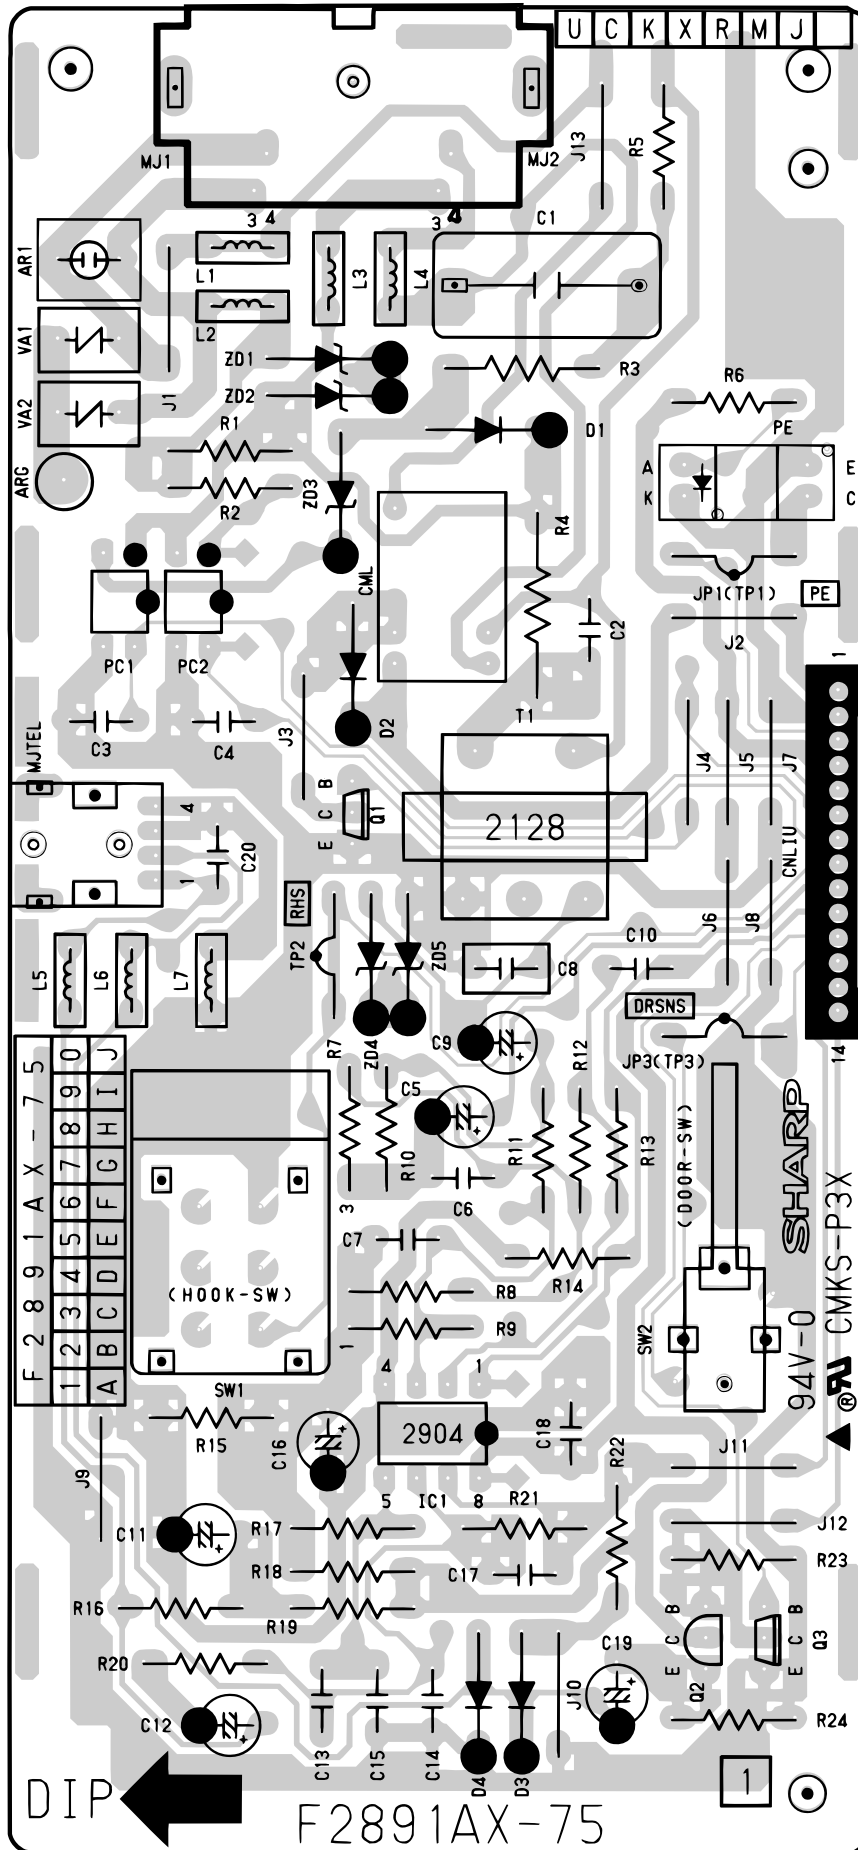 U C K X R M J
MJ1
MJ2
J13
R5
3 4
3 4
C1
AR1
L1
L3
L4
L2
VA1
ZD1
R3
ZD2
VA2
J1
R6
R1
D1
PE
ARG
A
E
ZD3
K
C
R2
R4
CML
JP1(TP1)
PE
C2
J2
1
PC1
PC2
T1
D2
C3
C4
J3
MJTEL
J4
J5
J7
B
4
C
Q1
2128
E
C20
CNLIU
1
RHS
J6
J8
TP2
ZD5
C10
L5
L6
L7
C8
DRSNS
C9
R7
ZD4
R12
JP3(TP3)
14
F2891AX-75
1 2 3 4 5 6 7 8 9 0
A B C D E F G H I J
C5
R10
R11
R13
(DOOR-SW)
SHARP
C6
3
C7
R14
(HOOK-SW)
R8
CMKS-P3X
R9
1
SW2
4
1
94V-0
SW1
R15
C16
2904
C18
R22
J11
J9
5
IC1
8
R21
C11
R17
J12
R18
C17
R23
R16
R19
B
B
C
C
Q3
C19
R20
E
E
J10
Q2
C12
C13
C15
C14
D4
D3
R24
DIP
F2891AX-75
1